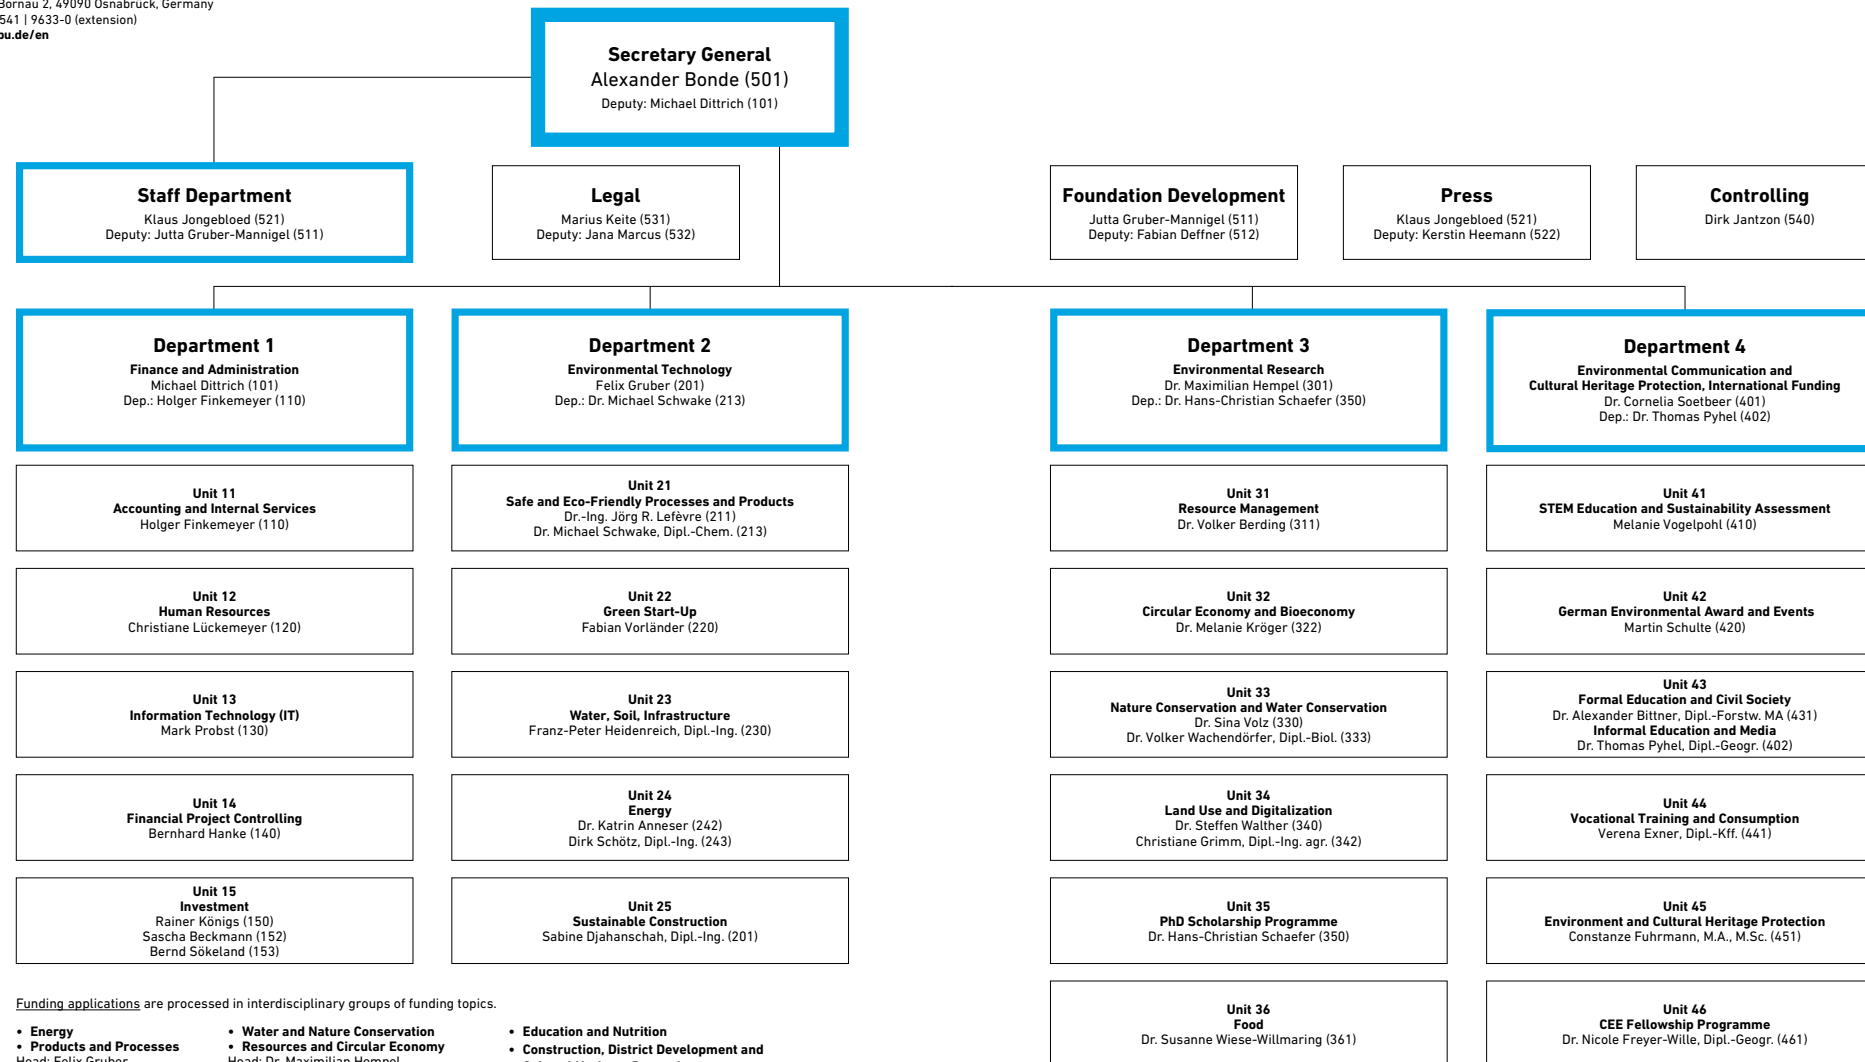 Bornau 2, 49090 Osnabrück, Germany
541 | 9633-0 (extension)
bu.de/en
Secretary General
Alexander Bonde (501)
Deputy: Michael Dittrich (101)
Staff Department
Klaus Jongebloed (521)
Deputy: Jutta Gruber-Mannigel (511)
Legal
Marius Keite (531)
Deputy: Jana Marcus (532)
Foundation Development
Jutta Gruber-Mannigel (511)
Deputy: Fabian Deffner (512)
Press
Klaus Jongebloed (521)
Deputy: Kerstin Heemann (522)
Controlling
Dirk Jantzon (540)
Department 1
Finance and Administration
Michael Dittrich (101)
Dep.: Holger Finkemeyer (110)
Department 2
Environmental Technology
Felix Gruber (201)
Dep.: Dr. Michael Schwake (213)
Department 3
Environmental Research
Dr. Maximilian Hempel (301)
Dep.: Dr. Hans-Christian Schaefer (350)
Department 4
Environmental Communication and
Cultural Heritage Protection, International Funding
Dr. Cornelia Soetbeer (401)
Dep.: Dr. Thomas Pyhel (402)
Unit 11
Accounting and Internal Services
Holger Finkemeyer (110)
Unit 21
Safe and Eco-Friendly Processes and Products
Dr.-Ing. Jörg R. Lefèvre (211)
Dr. Michael Schwake, Dipl.-Chem. (213)
Unit 31
Resource Management
Dr. Volker Berding (311)
Unit 41
STEM Education and Sustainability Assessment
Melanie Vogelpohl (410)
Unit 12
Human Resources
Christiane Lückemeyer (120)
Unit 22
Green Start-Up
Fabian Vorländer (220)
Unit 32
Circular Economy and Bioeconomy
Dr. Melanie Kröger (322)
Unit 42
German Environmental Award and Events
Martin Schulte (420)
Unit 13
Information Technology (IT)
Mark Probst (130)
Unit 23
Water, Soil, Infrastructure
Franz-Peter Heidenreich, Dipl.-Ing. (230)
Unit 33
Nature Conservation and Water Conservation
Dr. Sina Volz (330)
Dr. Volker Wachendörfer, Dipl.-Biol. (333)
Unit 43
Formal Education and Civil Society
Dr. Alexander Bittner, Dipl.-Forstw. MA (431)
Informal Education and Media
Dr. Thomas Pyhel, Dipl.-Geogr. (402)
Unit 14
Financial Project Controlling
Bernhard Hanke (140)
Unit 24
Energy
Dr. Katrin Anneser (242)
Dirk Schötz, Dipl.-Ing. (243)
Unit 34
Land Use and Digitalization
Dr. Steffen Walther (340)
Christiane Grimm, Dipl.-Ing. agr. (342)
Unit 44
Vocational Training and Consumption
Verena Exner, Dipl.-Kff. (441)
Unit 15
Investment
Rainer Königs (150)
Sascha Beckmann (152)
Bernd Sökeland (153)
Unit 25
Sustainable Construction
Sabine Djahanschah, Dipl.-Ing. (201)
Unit 35
PhD Scholarship Programme
Dr. Hans-Christian Schaefer (350)
Unit 45
Environment and Cultural Heritage Protection
Constanze Fuhrmann, M.A., M.Sc. (451)
Unit 36
Food
Dr. Susanne Wiese-Willmaring (361)
Unit 46
CEE Fellowship Programme
Dr. Nicole Freyer-Wille, Dipl.-Geogr. (461)
Funding applications are processed in interdisciplinary groups of funding topics.
• Energy
• Products and Processes
Head: Felix Gruber
• Water and Nature Conservation
• Resources and Circular Economy
Head: Dr. Maximilian Hempel
• Education and Nutrition
• Construction, District Development and